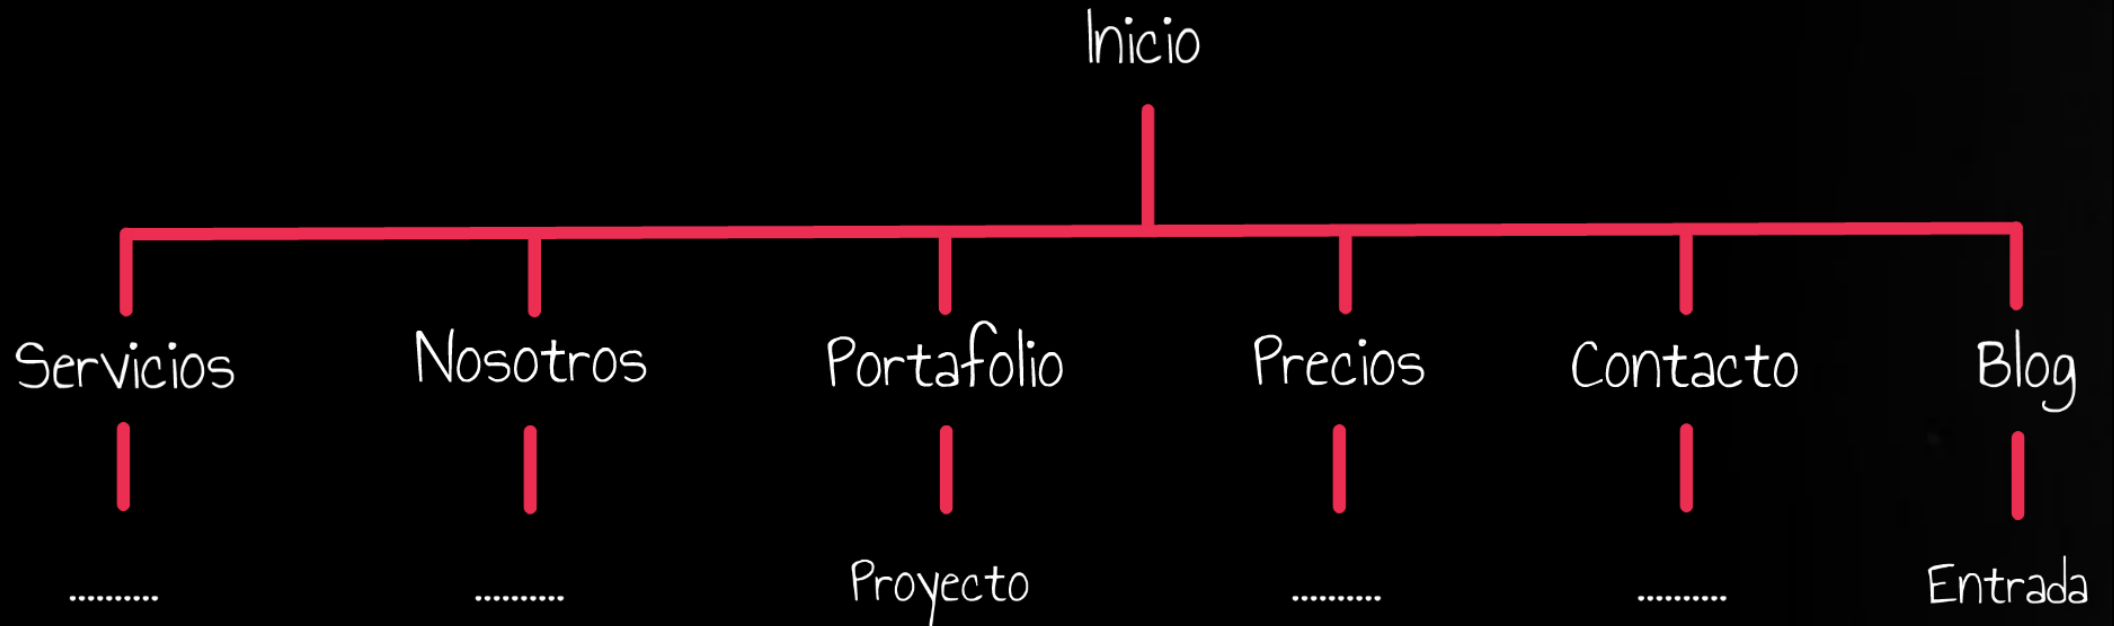 Inicio
Servicios Nosotros Portafolio Precios Contacto Blog
.......... .......... Proyecto .......... .......... Entrada